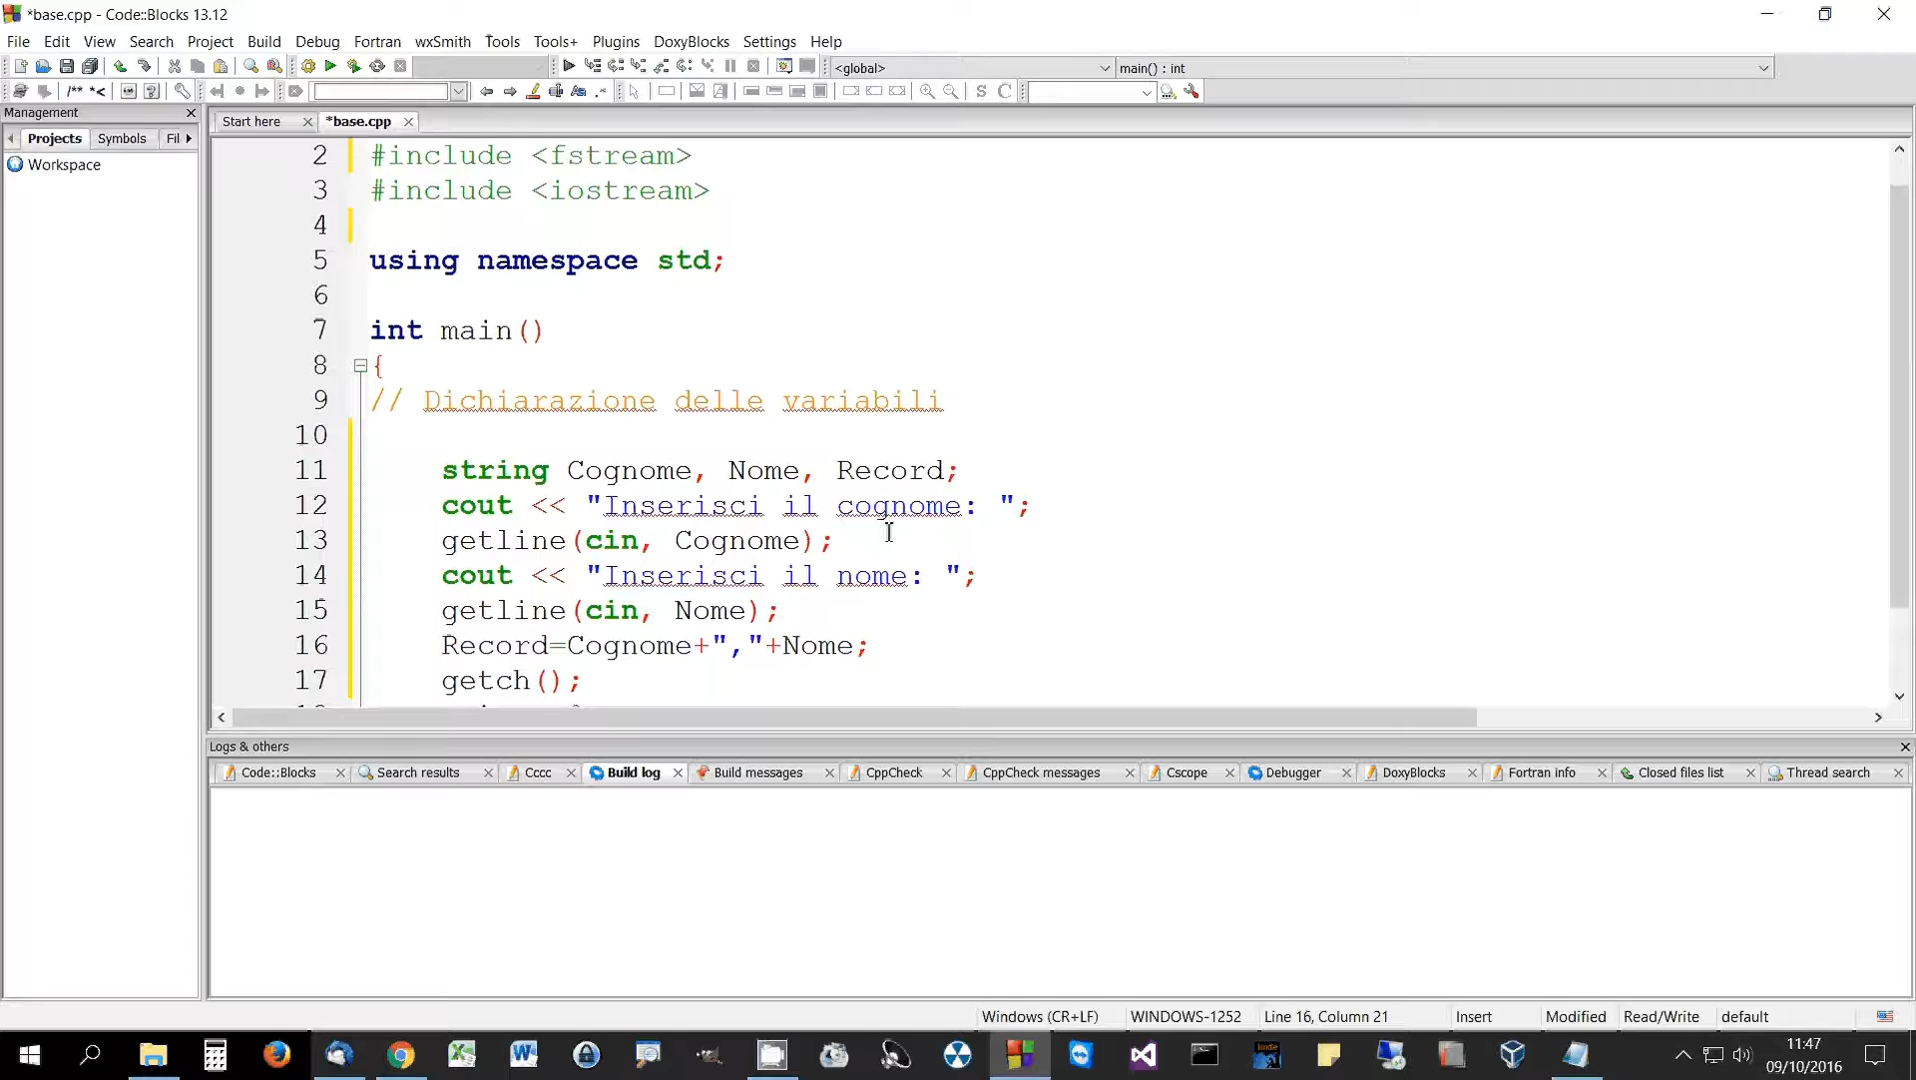 *base.cpp - Code::Blocks 13.12
File Edit View Search Project Build Debug Fortran wxSmith Tools Tools+ Plugins DoxyBlocks Settings Help
<global> main() : int
/** *<
S C
Management
Start here *base.cpp
Projects Symbols Fil
Workspace
2 #include <fstream>
3 #include <iostream>
4
5 using namespace std;
6
7 int main()
8 {
9 // Dichiarazione delle variabili
10
11 string Cognome, Nome, Record;
12 cout << "Inserisci il cognome: ";
13 getline(cin, Cognome);
14 cout << "Inserisci il nome: ";
15 getline(cin, Nome);
16 Record=Cognome+","+Nome;
17 getch();
Logs & others
Code::Blocks Search results Cccc Build log Build messages CppCheck CppCheck messages Cscope Debugger DoxyBlocks Fortran info Closed files list Thread search
Windows (CR+LF) WINDOWS-1252 Line 16, Column 21 Insert Modified Read/Write default
11:47
09/10/2016